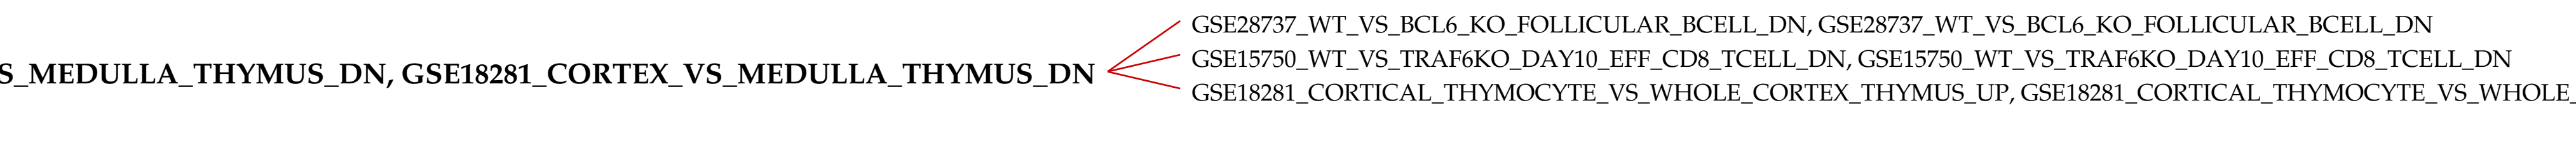 GSE28737_WT_VS_BCL6_KO_FOLLICULAR_BCELL_DN, GSE28737_WT_VS_BCL6_KO_FOLLICULAR_BCELL_DN
S_MEDULLA_THYMUS_DN, GSE18281_CORTEX_VS_MEDULLA_THYMUS_DN
GSE15750_WT_VS_TRAF6KO_DAY10_EFF_CD8_TCELL_DN, GSE15750_WT_VS_TRAF6KO_DAY10_EFF_CD8_TCELL_DN
GSE18281_CORTICAL_THYMOCYTE_VS_WHOLE_CORTEX_THYMUS_UP, GSE18281_CORTICAL_THYMOCYTE_VS_WHOLE_